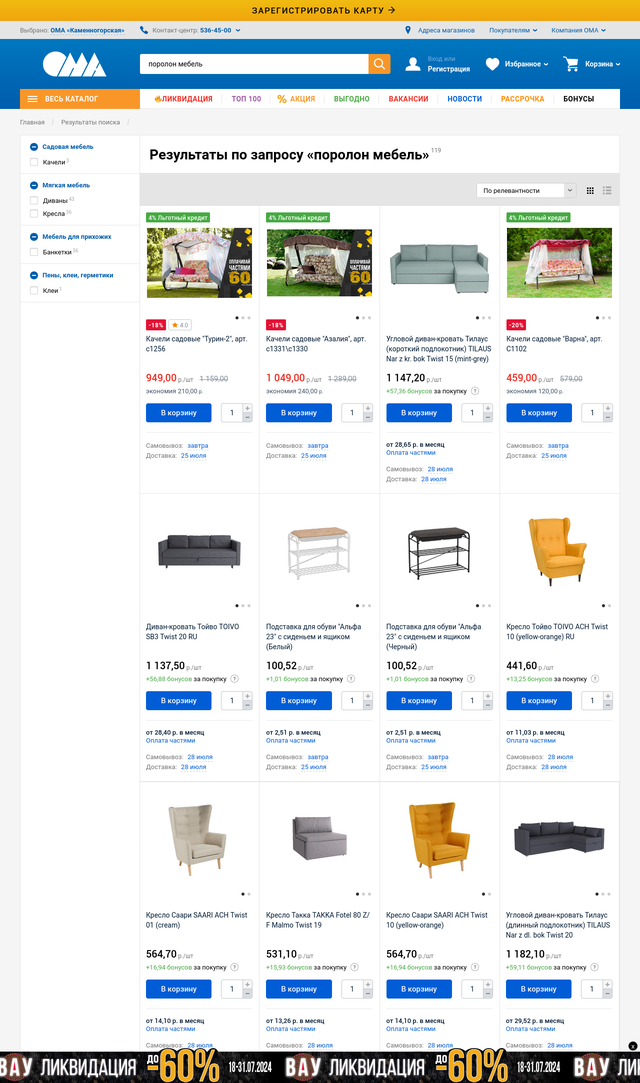 ЗАРЕГИСТРИРОВАТЬ КАРТУ
Выбрано: ОМА «Каменногорская»
Контакт-центр: 536-45-00
Адреса магазинов
Покупателям
Компания ОМА
ОМА
поролон мебель
Вход или
Регистрация
Избранное
Корзина
ВЕСЬ КАТАЛОГ
ЛИКВИДАЦИЯ
ТОП 100
АКЦИЯ
ВЫГОДНО
ВАКАНСИИ
НОВОСТИ
РАССРОЧКА
БОНУСЫ
Главная / Результаты поиска /
Садовая мебель
Качели
Мягкая мебель
Диваны
Кресла
Мебель для прихожих
Банкетки
Пены, клеи, герметики
Клеи
Результаты по запросу «поролон мебель» 119
По релевантности
4% Льготный кредит
ОПЛАЧИВАЙ
ЧАСТЯМИ
60
-18% 4.0
Качели садовые "Турин-2", арт.
с1256
949,00 р./шт 1 159,00
экономия 210,00 р.
В корзину 1
Самовывоз: завтра
Доставка: 25 июля
4% Льготный кредит
ОПЛАЧИВАЙ
ЧАСТЯМИ
60
-18%
Качели садовые "Азалия", арт.
с1331\с1330
1 049,00 р./шт 1 289,00
экономия 240,00 р.
В корзину 1
Самовывоз: завтра
Доставка: 25 июля
Угловой диван-кровать Тилаус
(короткий подлокотник) TILAUS
Nar z kr. bok Twist 15 (mint-grey)
1 147,20 р./шт
+57,36 бонусов за покупку ?
В корзину 1
от 28,65 р. в месяц
Оплата частями
Самовывоз: 28 июля
Доставка: 28 июля
4% Льготный кредит
-20%
Качели садовые "Варна", арт.
С1102
459,00 р./шт 579,00
экономия 120,00 р.
В корзину 1
Самовывоз: завтра
Доставка: 25 июля
Диван-кровать Тойво TOIVO
SB3 Twist 20 RU
1 137,50 р./шт
+56,88 бонусов за покупку ?
В корзину 1
от 28,40 р. в месяц
Оплата частями
Самовывоз: 28 июля
Доставка: 28 июля
Подставка для обуви "Альфа
23" с сиденьем и ящиком
(Белый)
100,52 р./шт
+1,01 бонусов за покупку ?
В корзину 1
от 2,51 р. в месяц
Оплата частями
Самовывоз: завтра
Доставка: 25 июля
Подставка для обуви "Альфа
23" с сиденьем и ящиком
(Черный)
100,52 р./шт
+1,01 бонусов за покупку ?
В корзину 1
от 2,51 р. в месяц
Оплата частями
Самовывоз: завтра
Доставка: 25 июля
Кресло Тойво TOIVO ACH Twist
10 (yellow-orange) RU
441,60 р./шт
+13,25 бонусов за покупку ?
В корзину 1
от 11,03 р. в месяц
Оплата частями
Самовывоз: 28 июля
Доставка: 28 июля
Кресло Саари SAARI ACH Twist
01 (cream)
564,70 р./шт
+16,94 бонусов за покупку ?
В корзину 1
от 14,10 р. в месяц
Оплата частями
Самовывоз: 28 июля
Кресло Такка TAKKA Fotel 80 Z/
F Malmo Twist 19
531,10 р./шт
+15,93 бонусов за покупку ?
В корзину 1
от 13,26 р. в месяц
Оплата частями
Самовывоз: 28 июля
Кресло Саари SAARI ACH Twist
10 (yellow-orange)
564,70 р./шт
+16,94 бонусов за покупку ?
В корзину 1
от 14,10 р. в месяц
Оплата частями
Самовывоз: 28 июля
Угловой диван-кровать Тилаус
(длинный подлокотник) TILAUS
Nar z dl. bok Twist 20
1 182,10 р./шт
+59,11 бонусов за покупку ?
В корзину 1
от 29,52 р. в месяц
Оплата частями
Самовывоз: 28 июля
ВАУ ЛИКВИДАЦИЯ ДО -60% 18-31.07.2024 ВАУ ЛИКВИДАЦИЯ ДО -60% 18-31.07.2024 ВАУ ЛИ